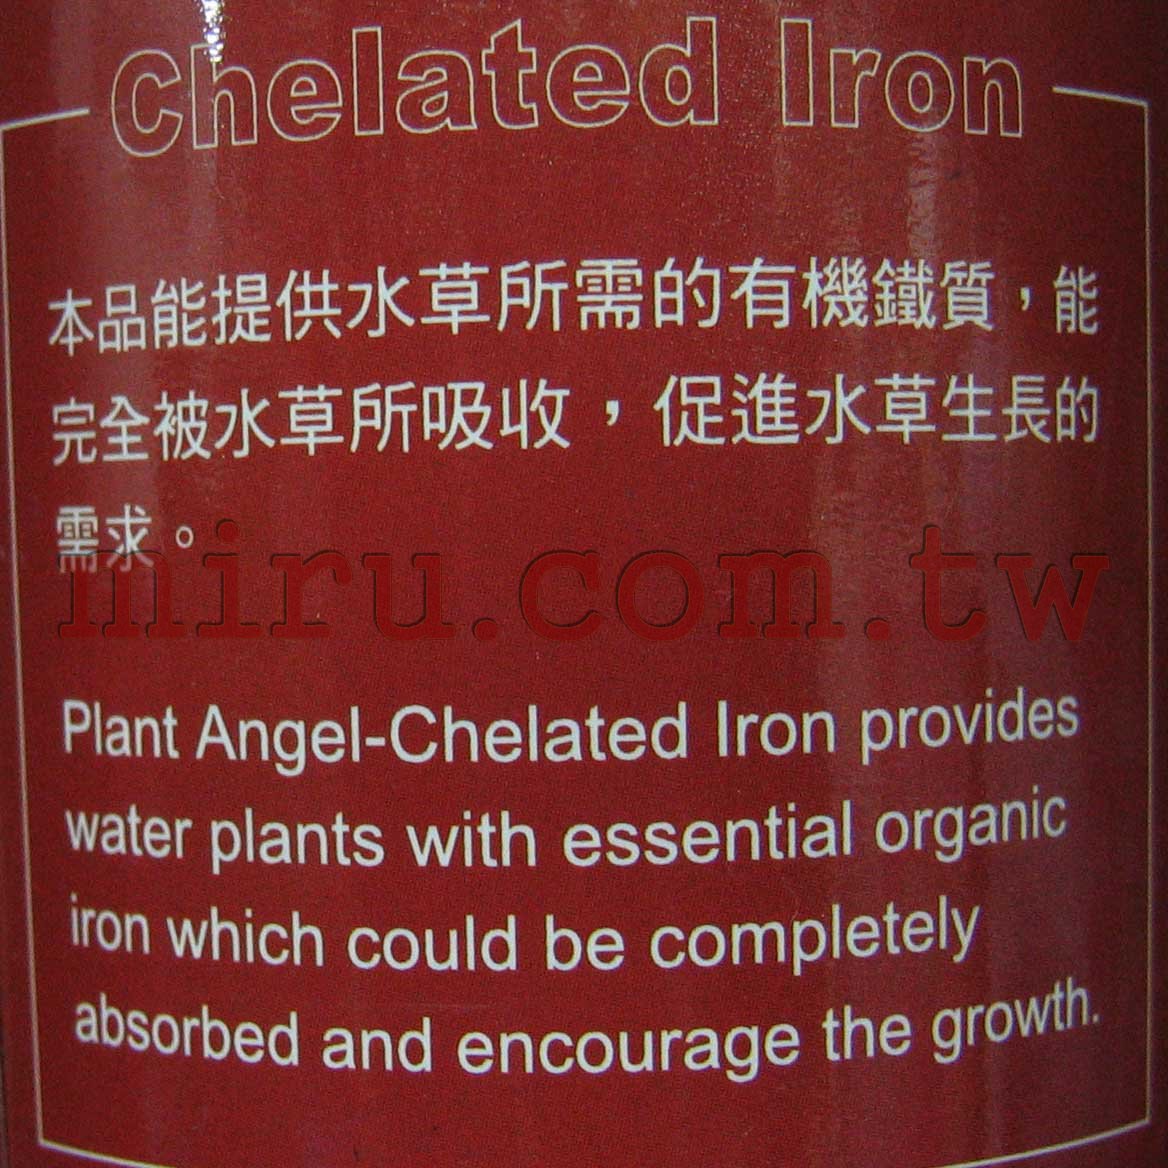 Chelated Iron
本品能提供水草所需的有機鐵質，能
完全被水草所吸收，促進水草生長的
需求。
miru.com.tw
Plant Angel-Chelated Iron provides
water plants with essential organic
iron which could be completely
absorbed and encourage the growth.